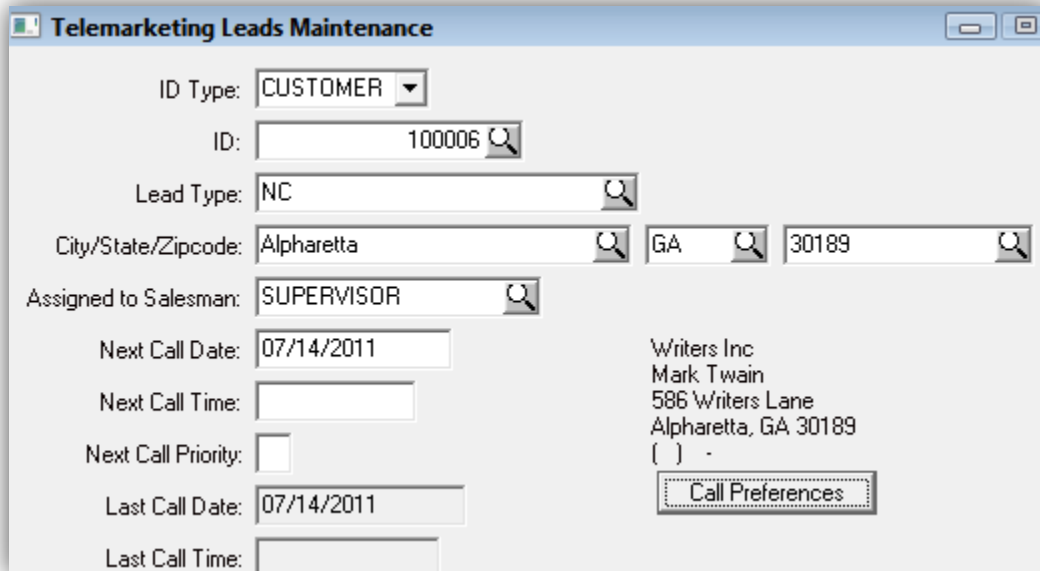 Telemarketing Leads Maintenance
ID Type: CUSTOMER
ID: 100006
Lead Type: NC
City/State/Zipcode: Alpharetta GA 30189
Assigned to Salesman: SUPERVISOR
Next Call Date: 07/14/2011
Next Call Time:
Next Call Priority:
Last Call Date: 07/14/2011
Last Call Time:
Writers Inc
Mark Twain
586 Writers Lane
Alpharetta, GA 30189
( ) -
Call Preferences